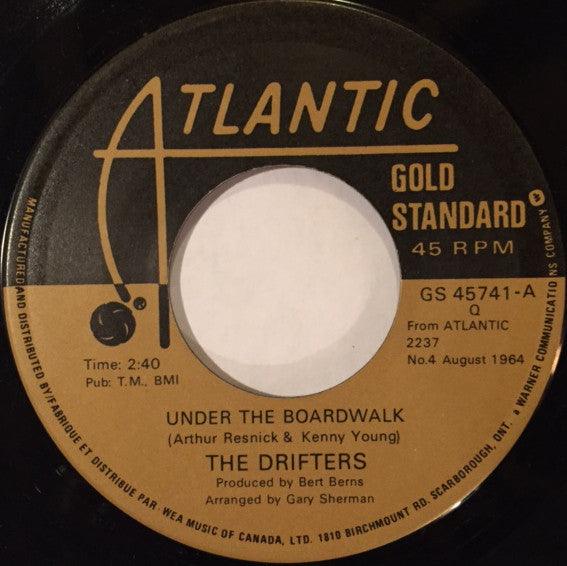 ATLANTIC
GOLD
STANDARD
45 RPM
GS 45741-A
Q
From ATLANTIC
2237
No.4 August 1964
Time: 2:40
Pub: T.M., BMI
UNDER THE BOARDWALK
(Arthur Resnick & Kenny Young)
THE DRIFTERS
Produced by Bert Berns
Arranged by Gary Sherman
MANUFACTURED AND DISTRIBUTED BY/FABRIQUE ET DISTRIBUE PAR WEA MUSIC OF CANADA, LTD. 1810 BIRCHMOUNT RD. SCARBOROUGH, ONT. a WARNER COMMUNICATIONS COMPANY